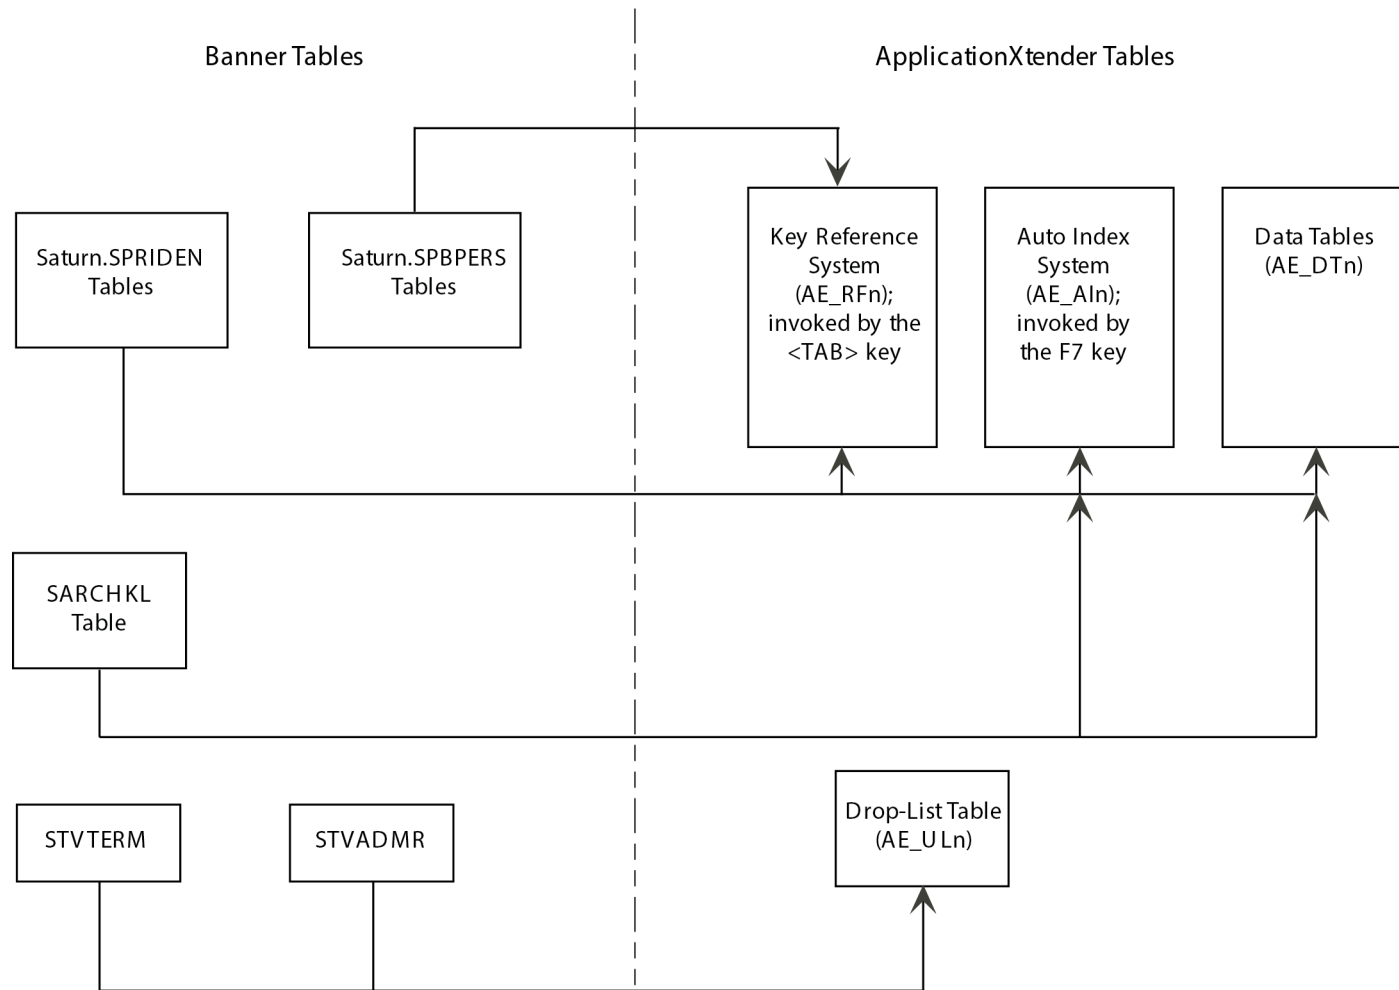 Banner Tables
ApplicationXtender Tables
Saturn.SPRIDEN
Tables
Saturn.SPBPERS
Tables
Key Reference
System
(AE_RFn);
invoked by the
<TAB> key
Auto Index
System
(AE_AIn);
invoked by
the F7 key
Data Tables
(AE_DTn)
SARCHKL
Table
STVTERM
STVADMR
Drop-List Table
(AE_ULn)